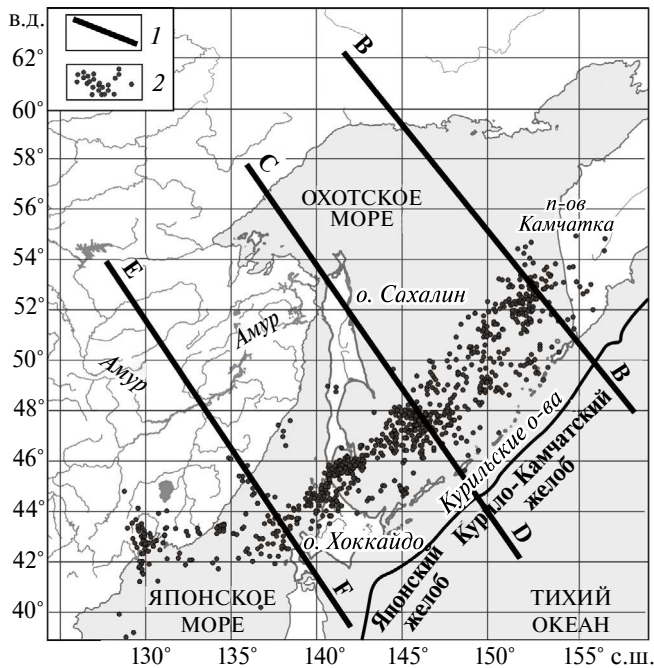 в.д.
1
2
62°
60°
58°
56°
54°
52°
50°
48°
46°
44°
42°
40°
B
C
ОХОТСКОЕ
МОРЕ
п-ов
Камчатка
E
о. Сахалин
Амур
Амур
B
Курильские о-ва
Курило-Камчатский
желоб
D
о. Хоккайдо
F
Японский
желоб
ЯПОНСКОЕ
МОРЕ
ТИХИЙ
ОКЕАН
130°
135°
140°
145°
150°
155°
с.ш.